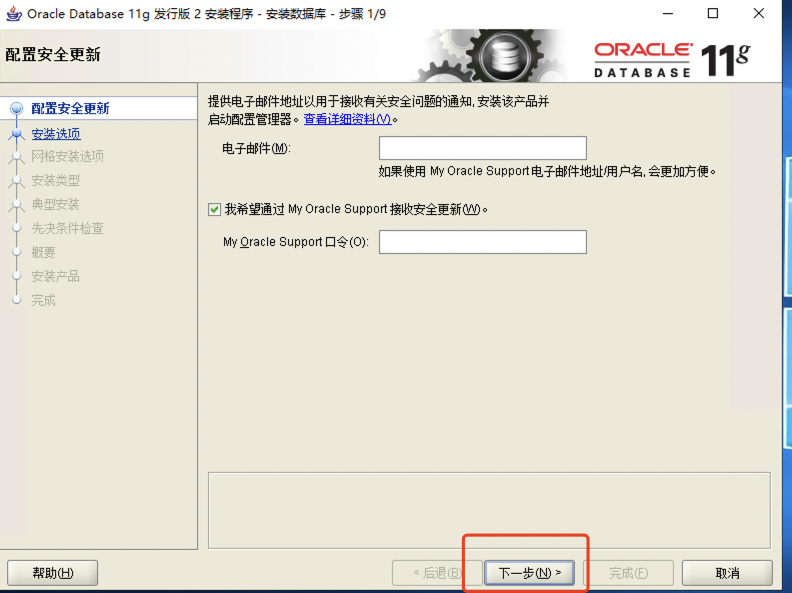 Oracle Database 11g 发行版 2 安装程序 - 安装数据库 - 步骤 1/9
配置安全更新
ORACLE
DATABASE
11g
配置安全更新
安装选项
网格安装选项
安装类型
典型安装
先决条件检查
概要
安装产品
完成
提供电子邮件地址以用于接收有关安全问题的通知, 安装该产品并
启动配置管理器。查看详细资料(V)。
电子邮件(M):
如果使用 My Oracle Support 电子邮件地址/用户名, 会更加方便。
我希望通过 My Oracle Support 接收安全更新(W)。
My Oracle Support 口令(O):
帮助(H)
< 后退(B)
下一步(N) >
完成(F)
取消